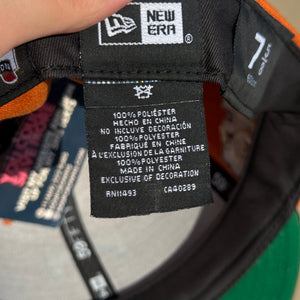 NEW
ERA
100% POLIESTER
HECHO EN CHINA
NO INCLUYE DECORACIÓN
100% POLYESTER
FABRIQUÉ EN CHINE
À L'EXCLUSION DE LA GARNITURE
100% POLYESTER
MADE IN CHINA
EXCLUSIVE OF DECORATION
RN11493 CA40289
7